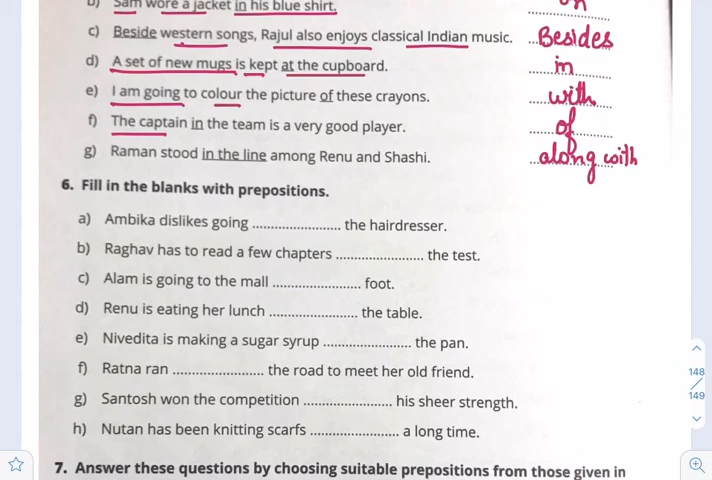 b) Sam wore a jacket in his blue shirt. on
c) Beside western songs, Rajul also enjoys classical Indian music. Besides
d) A set of new mugs is kept at the cupboard. in
e) I am going to colour the picture of these crayons. with
f) The captain in the team is a very good player. of
g) Raman stood in the line among Renu and Shashi. along with
6. Fill in the blanks with prepositions.
a) Ambika dislikes going ...................... the hairdresser.
b) Raghav has to read a few chapters ...................... the test.
c) Alam is going to the mall ...................... foot.
d) Renu is eating her lunch ...................... the table.
e) Nivedita is making a sugar syrup ...................... the pan.
f) Ratna ran ....................... the road to meet her old friend.
g) Santosh won the competition ...................... his sheer strength.
h) Nutan has been knitting scarfs ...................... a long time.
7. Answer these questions by choosing suitable prepositions from those given in
148
149